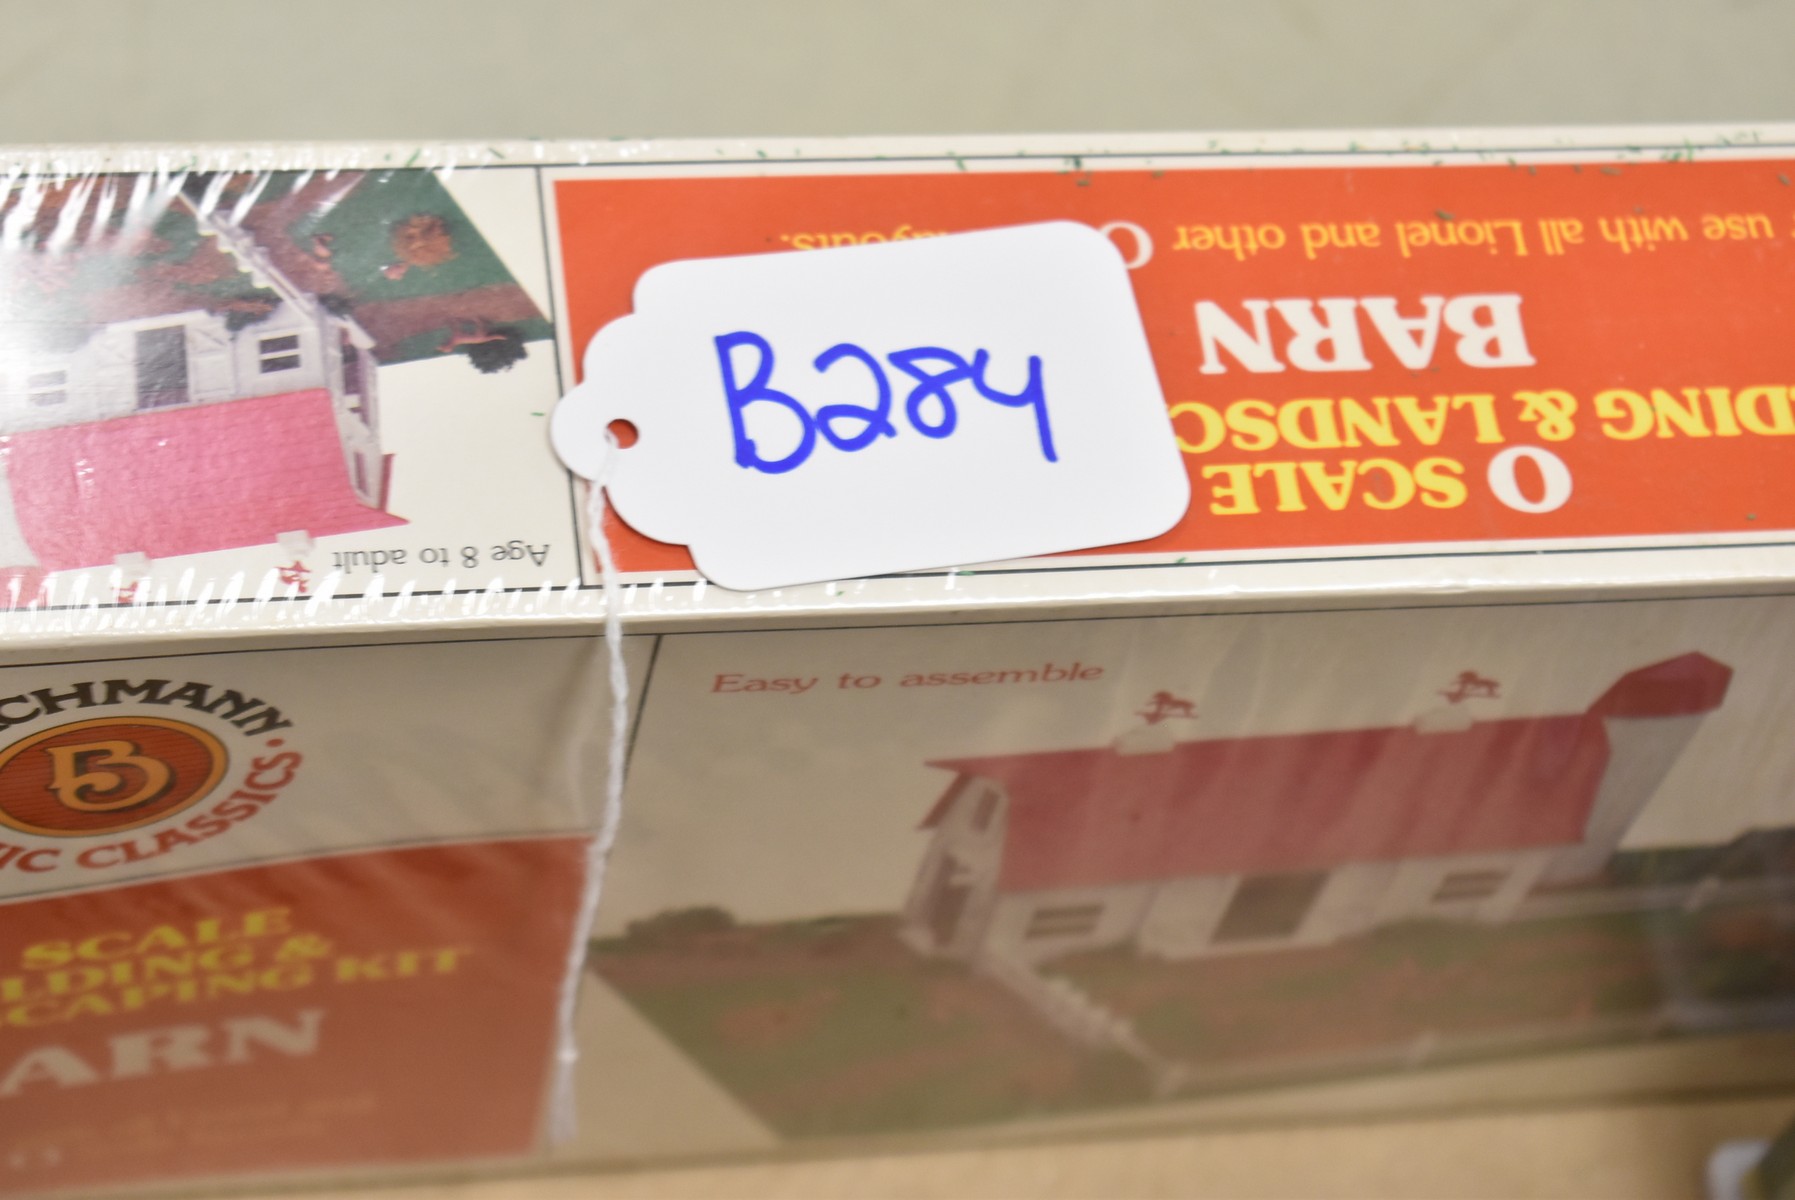 B284
O SCALE
DING & LANDSC
BARN
use with all Lionel and other O
Age 8 to adult
CHMANN
IC CLASSICS.
B
Easy to assemble
SCALE
LDING &
CAPING KIT
ARN